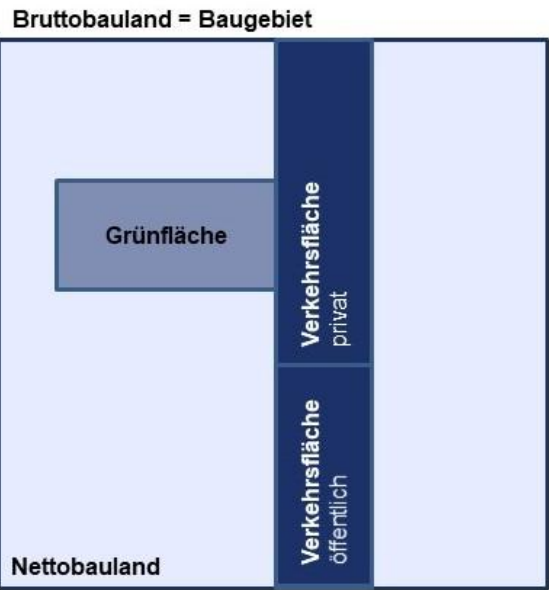 Bruttobauland = Baugebiet
Grünfläche
Verkehrsfläche
privat
Verkehrsfläche
öffentlich
Nettobauland